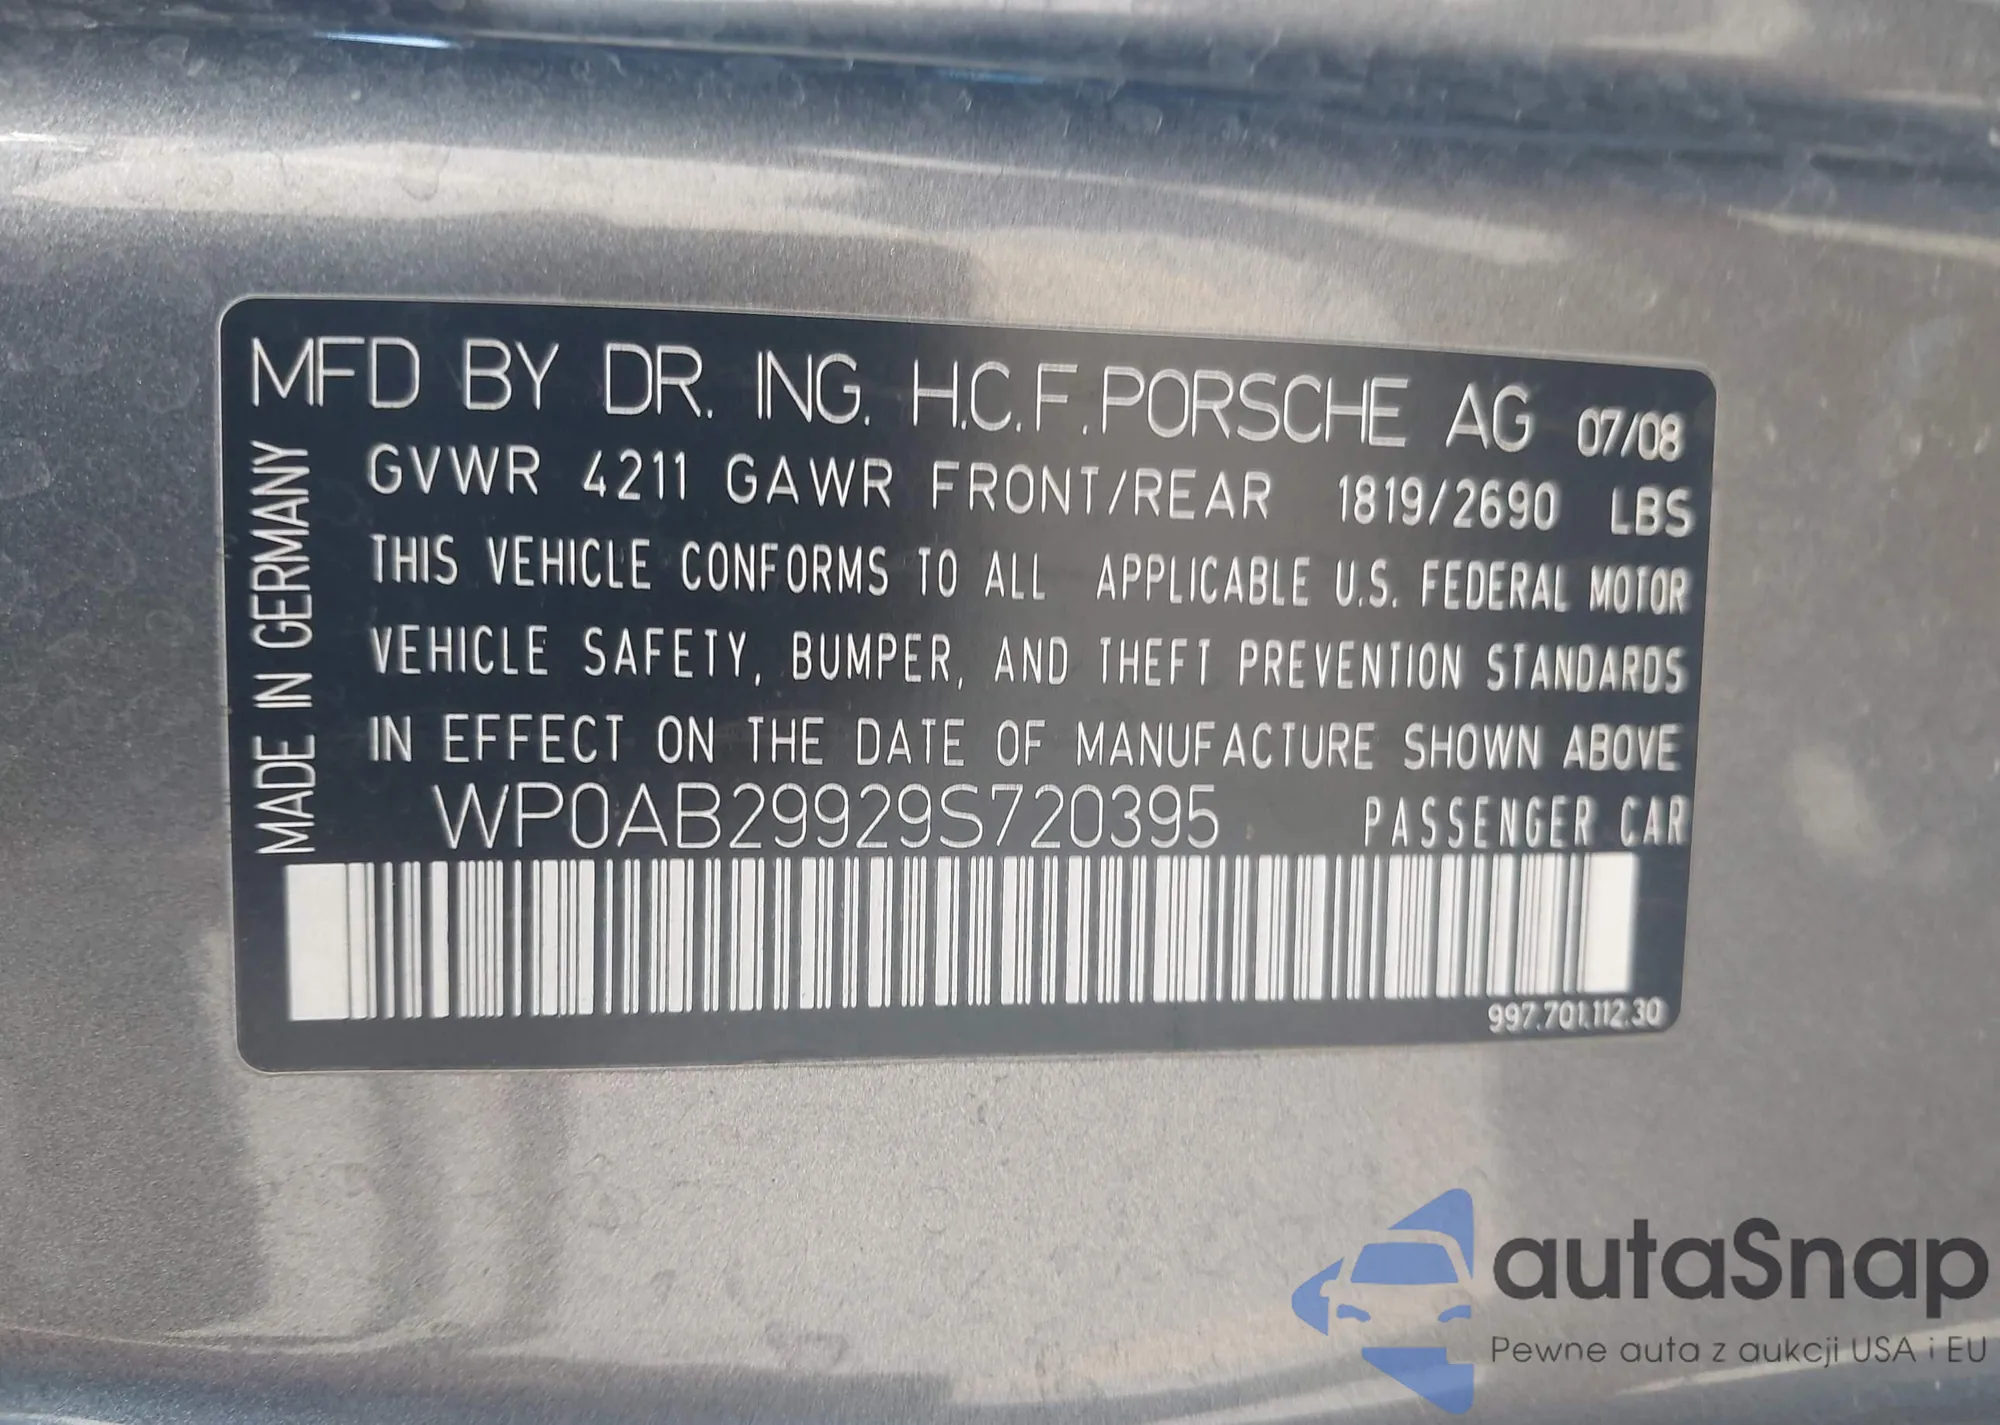 MFD BY DR. ING. H.C.F.PORSCHE AG 07/08
GVWR 4211 GAWR FRONT/REAR 1819/2690 LBS
THIS VEHICLE CONFORMS TO ALL APPLICABLE U.S. FEDERAL MOTOR
VEHICLE SAFETY, BUMPER, AND THEFT PREVENTION STANDARDS
IN EFFECT ON THE DATE OF MANUFACTURE SHOWN ABOVE
WP0AB29929S720395 PASSENGER CAR
MADE IN GERMANY
997.701.112.30
autaSnap
Pewne auta z aukcji USA i EU